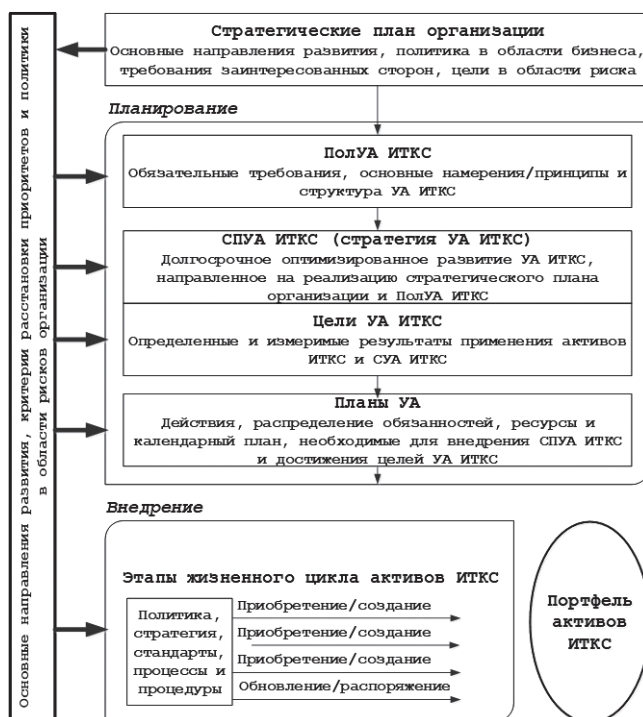 Стратегические план организации
Основные направления развития, политика в области бизнеса,
требования заинтересованных сторон, цели в области риска
Планирование
ПолУА ИТКС
Обязательные требования, основные намерения/принципы и
структура УА ИТКС
СПУА ИТКС (стратегия УА ИТКС)
Долгосрочное оптимизированное развитие УА ИТКС,
направленное на реализацию стратегического плана
организации и ПолУА ИТКС
Цели УА ИТКС
Определенные и измеримые результаты применения активов
ИТКС и СУА ИТКС
Планы УА
Действия, распределение обязанностей, ресурсы и
календарный план, необходимые для внедрения СПУА ИТКС
и достижения целей УА ИТКС
Внедрение
Этапы жизненного цикла активов ИТКС
Политика,
стратегия,
стандарты,
процессы и
процедуры
Приобретение/создание
Приобретение/создание
Приобретение/создание
Обновление/распоряжение
Портфель
активов
ИТКС
Основные направления развития, критерии расстановки приоритетов и политики
в области рисков организации